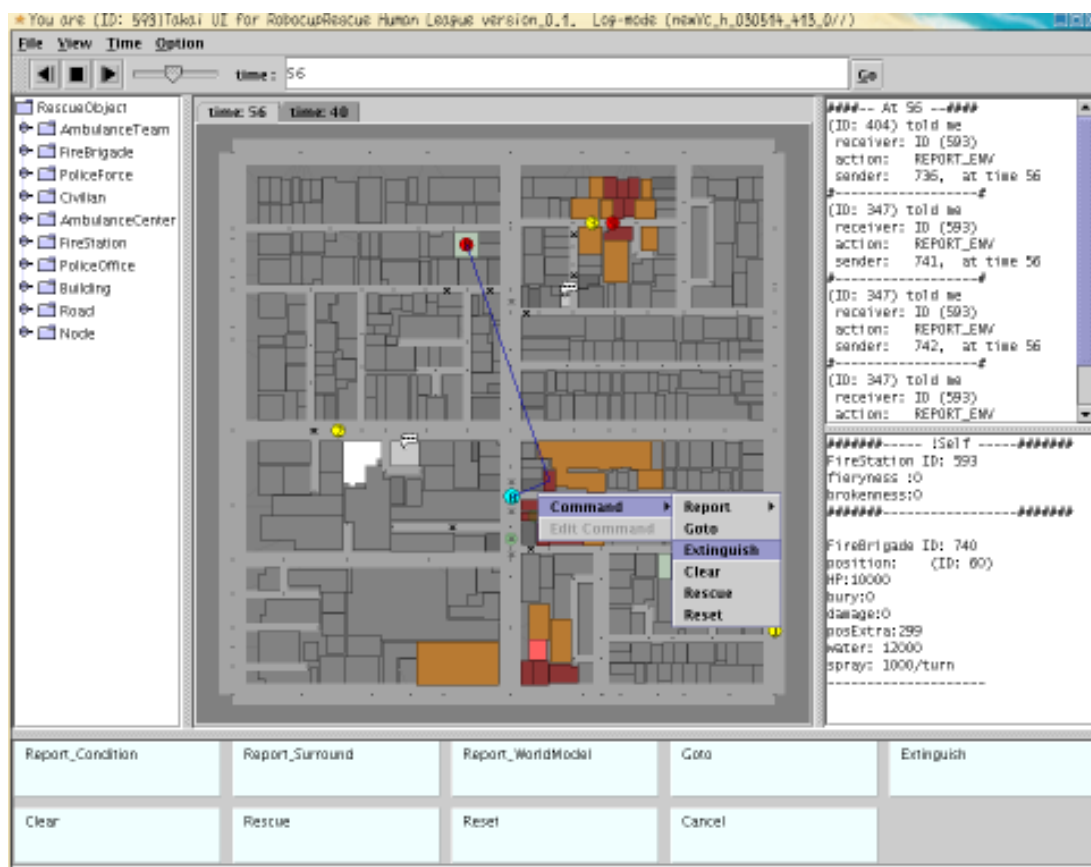 You are (ID: 593)Takai UI for RobocupRescue Human League version_0.1. Log-mode (newVc_h_030514_413_0//)
File View Time Option
time: 56 Go
RescueObject
AmbulanceTeam
FireBrigade
PoliceForce
Civilian
AmbulanceCenter
FireStation
PoliceOffice
Building
Road
Node
time: 56 time: 40
Command
Edit Command
Report
Goto
Extinguish
Clear
Rescue
Reset
####-- At 56 --####
(ID: 404) told me
receiver: ID (593)
action: REPORT_ENV
sender: 736, at time 56
#-------------------#
(ID: 347) told me
receiver: ID (593)
action: REPORT_ENV
sender: 741, at time 56
#-------------------#
(ID: 347) told me
receiver: ID (593)
action: REPORT_ENV
sender: 742, at time 56
#-------------------#
(ID: 347) told me
receiver: ID (593)
action: REPORT_ENV
#######----- !Self -----#######
FireStation ID: 593
fieryness :0
brokenness:0
#######-----------------#######
FireBrigade ID: 740
position: (ID: 60)
HP:10000
bury:0
damage:0
posExtra:299
water: 12000
spray: 1000/turn
--------------------
Report_Condition Report_Surround Report_WorldModel Goto Extinguish
Clear Rescue Reset Cancel